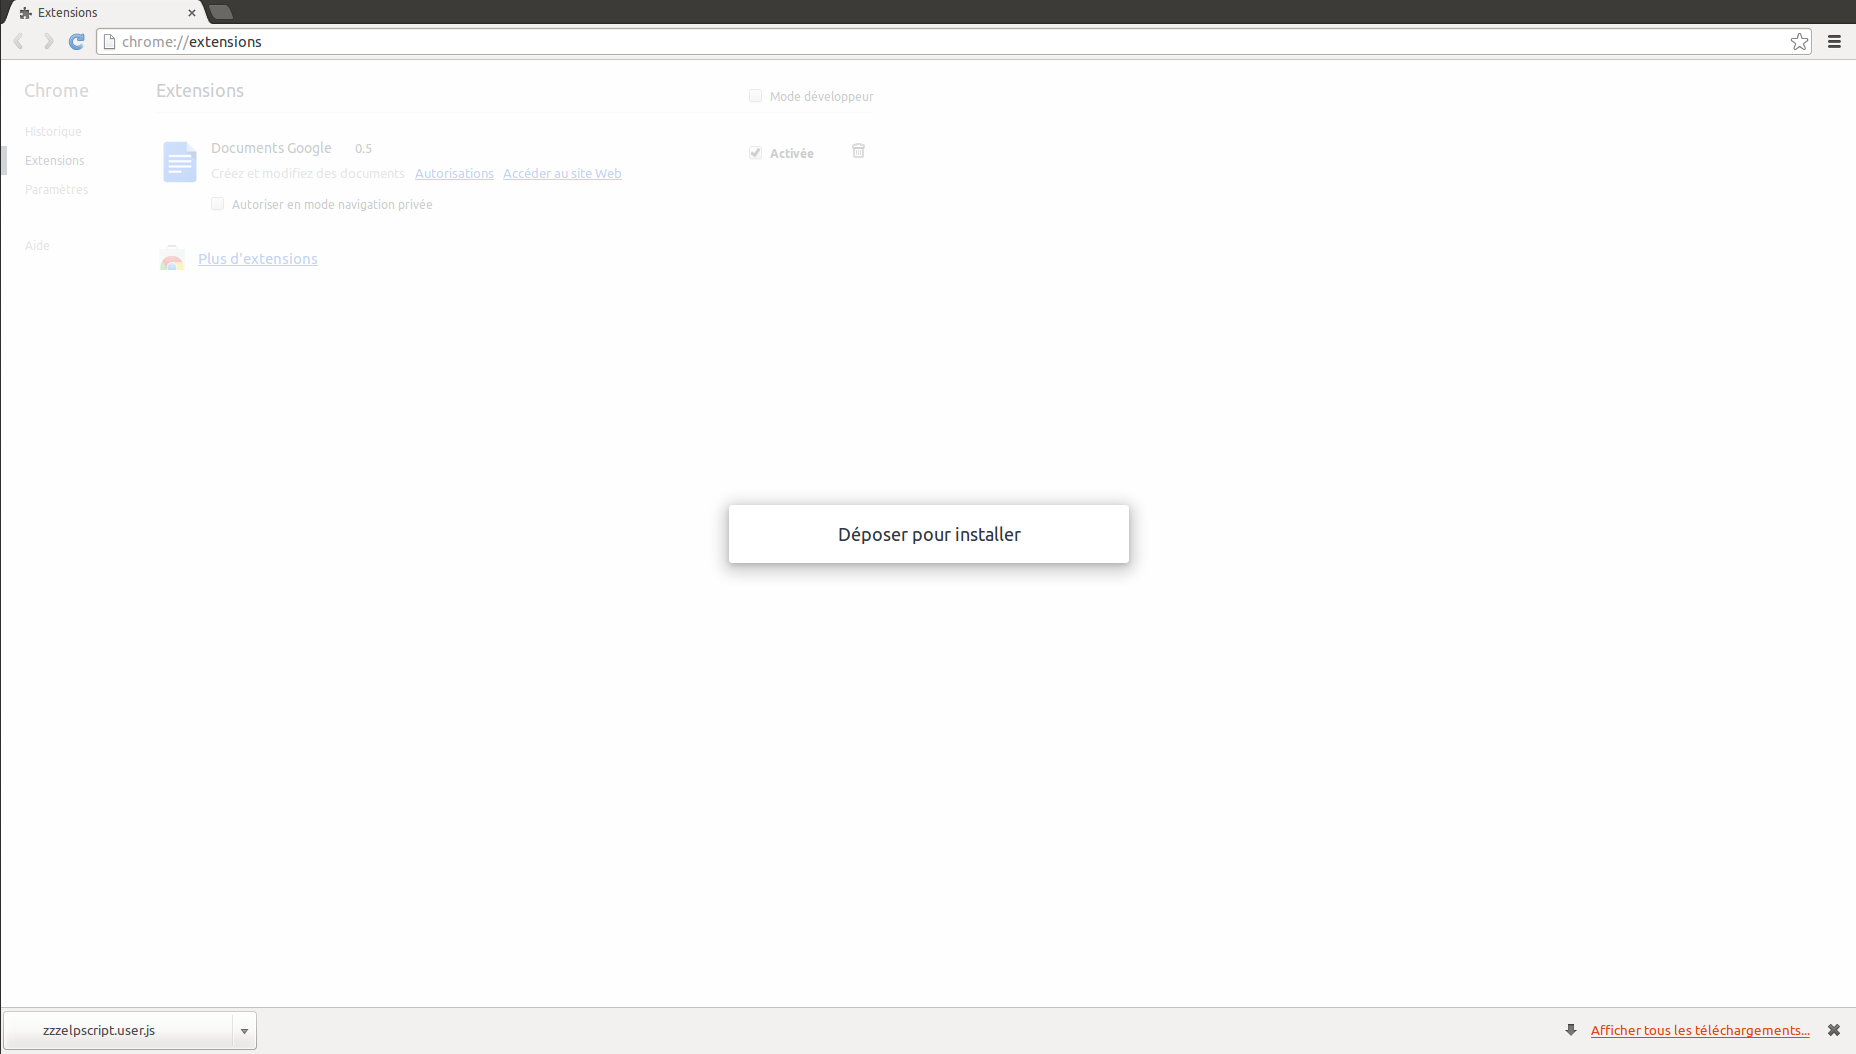 Extensions
chrome://extensions
Chrome
Extensions
Mode développeur
Historique
Extensions
Paramètres
Aide
Documents Google 0.5
Activée
Créez et modifiez des documents Autorisations Accéder au site Web
Autoriser en mode navigation privée
Plus d'extensions
Déposer pour installer
zzzelpscript.user.js
Afficher tous les téléchargements...